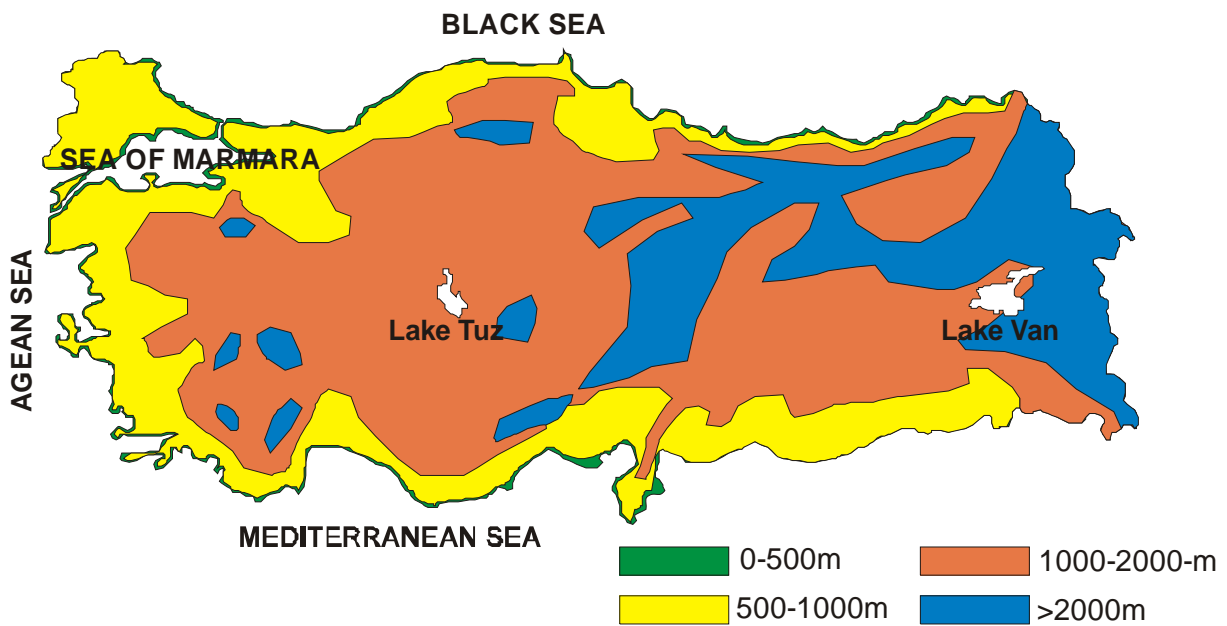 BLACK SEA
SEA OF MARMARA
AGEAN SEA
Lake Tuz
Lake Van
MEDITERRANEAN SEA
0-500m
1000-2000-m
500-1000m
>2000m